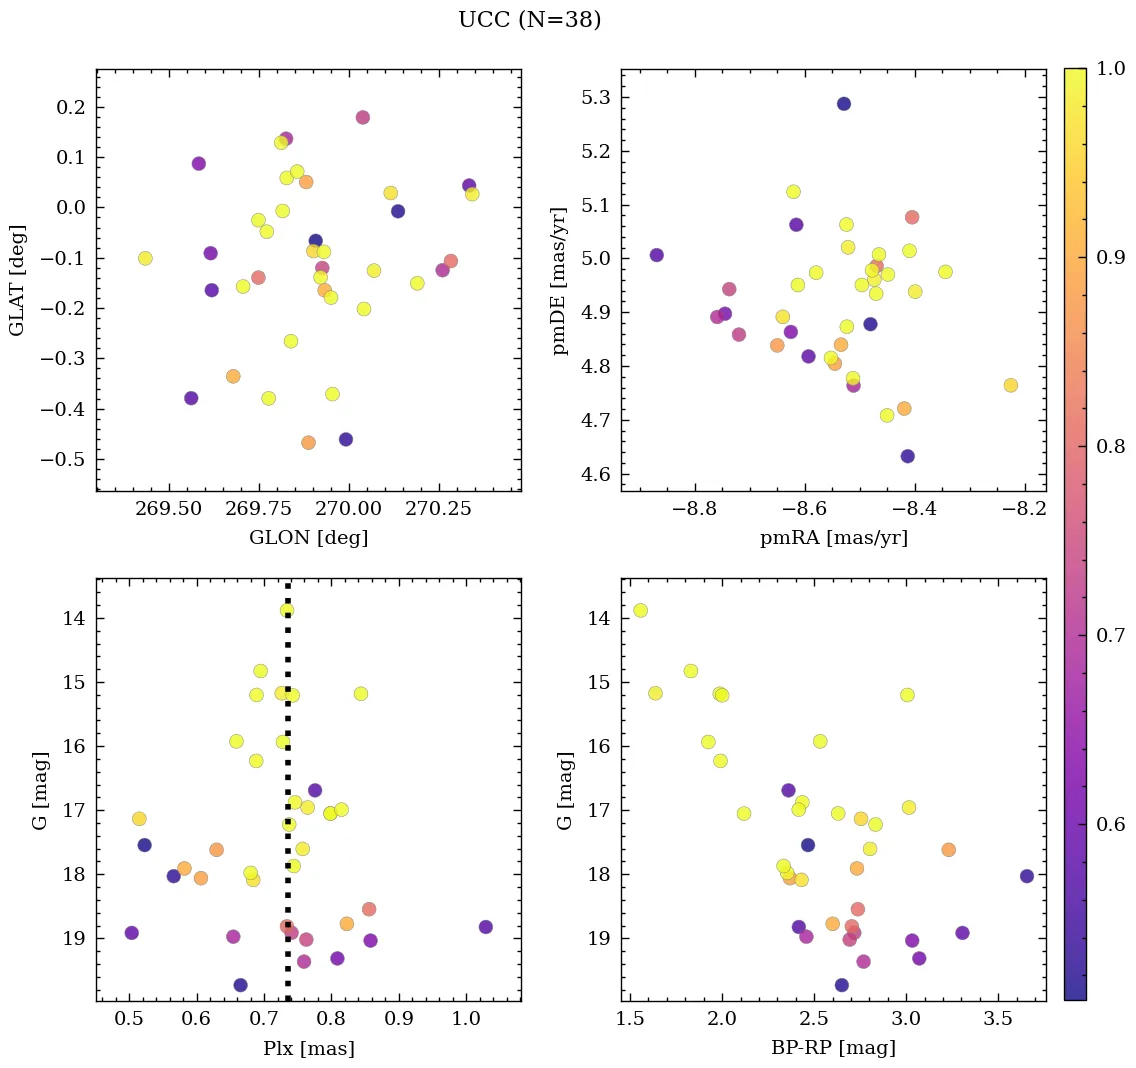 UCC (N=38)
0.2
0.1
0.0
−0.1
−0.2
−0.3
−0.4
−0.5
GLAT [deg]
269.50 269.75 270.00 270.25
GLON [deg]
5.3
5.2
5.1
5.0
4.9
4.8
4.7
4.6
pmDE [mas/yr]
−8.8 −8.6 −8.4 −8.2
pmRA [mas/yr]
14
15
16
17
18
19
G [mag]
0.5 0.6 0.7 0.8 0.9 1.0
Plx [mas]
14
15
16
17
18
19
G [mag]
1.5 2.0 2.5 3.0 3.5
BP-RP [mag]
1.0
0.9
0.8
0.7
0.6